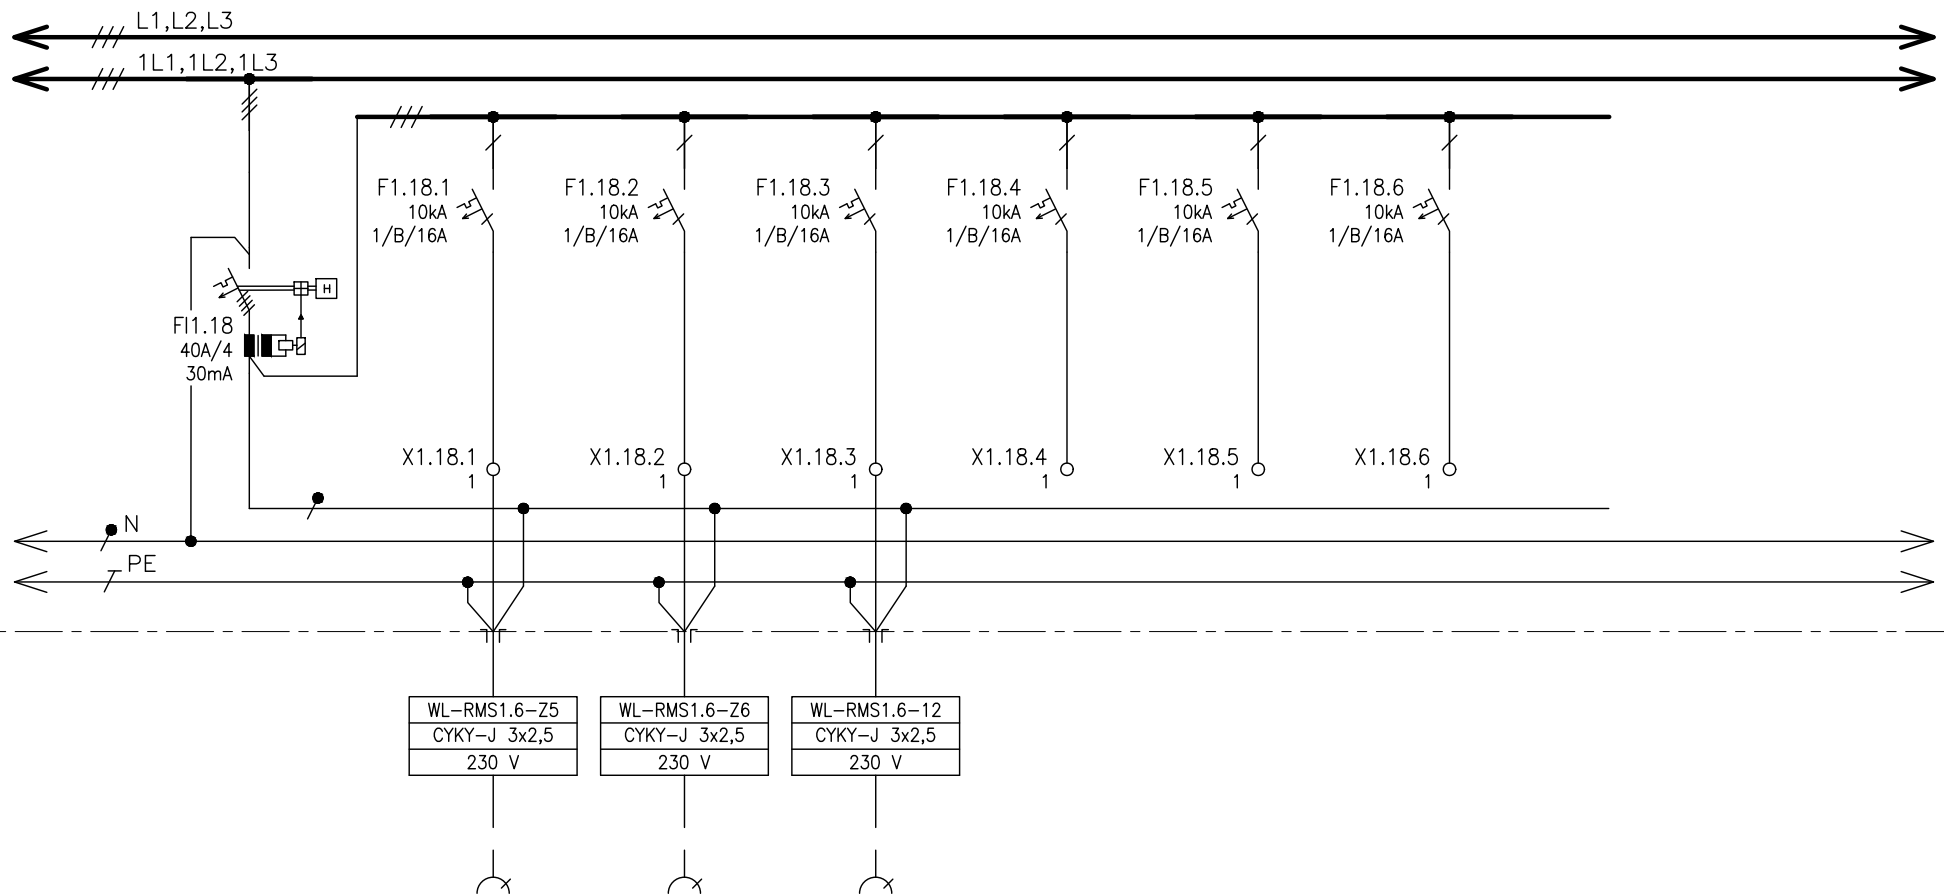 L1,L2,L3
1L1,1L2,1L3
F1.18.1
10kA
1/B/16A
F1.18.2
10kA
1/B/16A
F1.18.3
10kA
1/B/16A
F1.18.4
10kA
1/B/16A
F1.18.5
10kA
1/B/16A
F1.18.6
10kA
1/B/16A
H
FI1.18
40A/4
30mA
X1.18.1
1
X1.18.2
1
X1.18.3
1
X1.18.4
1
X1.18.5
1
X1.18.6
1
N
PE
WL-RMS1.6-Z5
CYKY-J 3x2,5
230 V
WL-RMS1.6-Z6
CYKY-J 3x2,5
230 V
WL-RMS1.6-12
CYKY-J 3x2,5
230 V